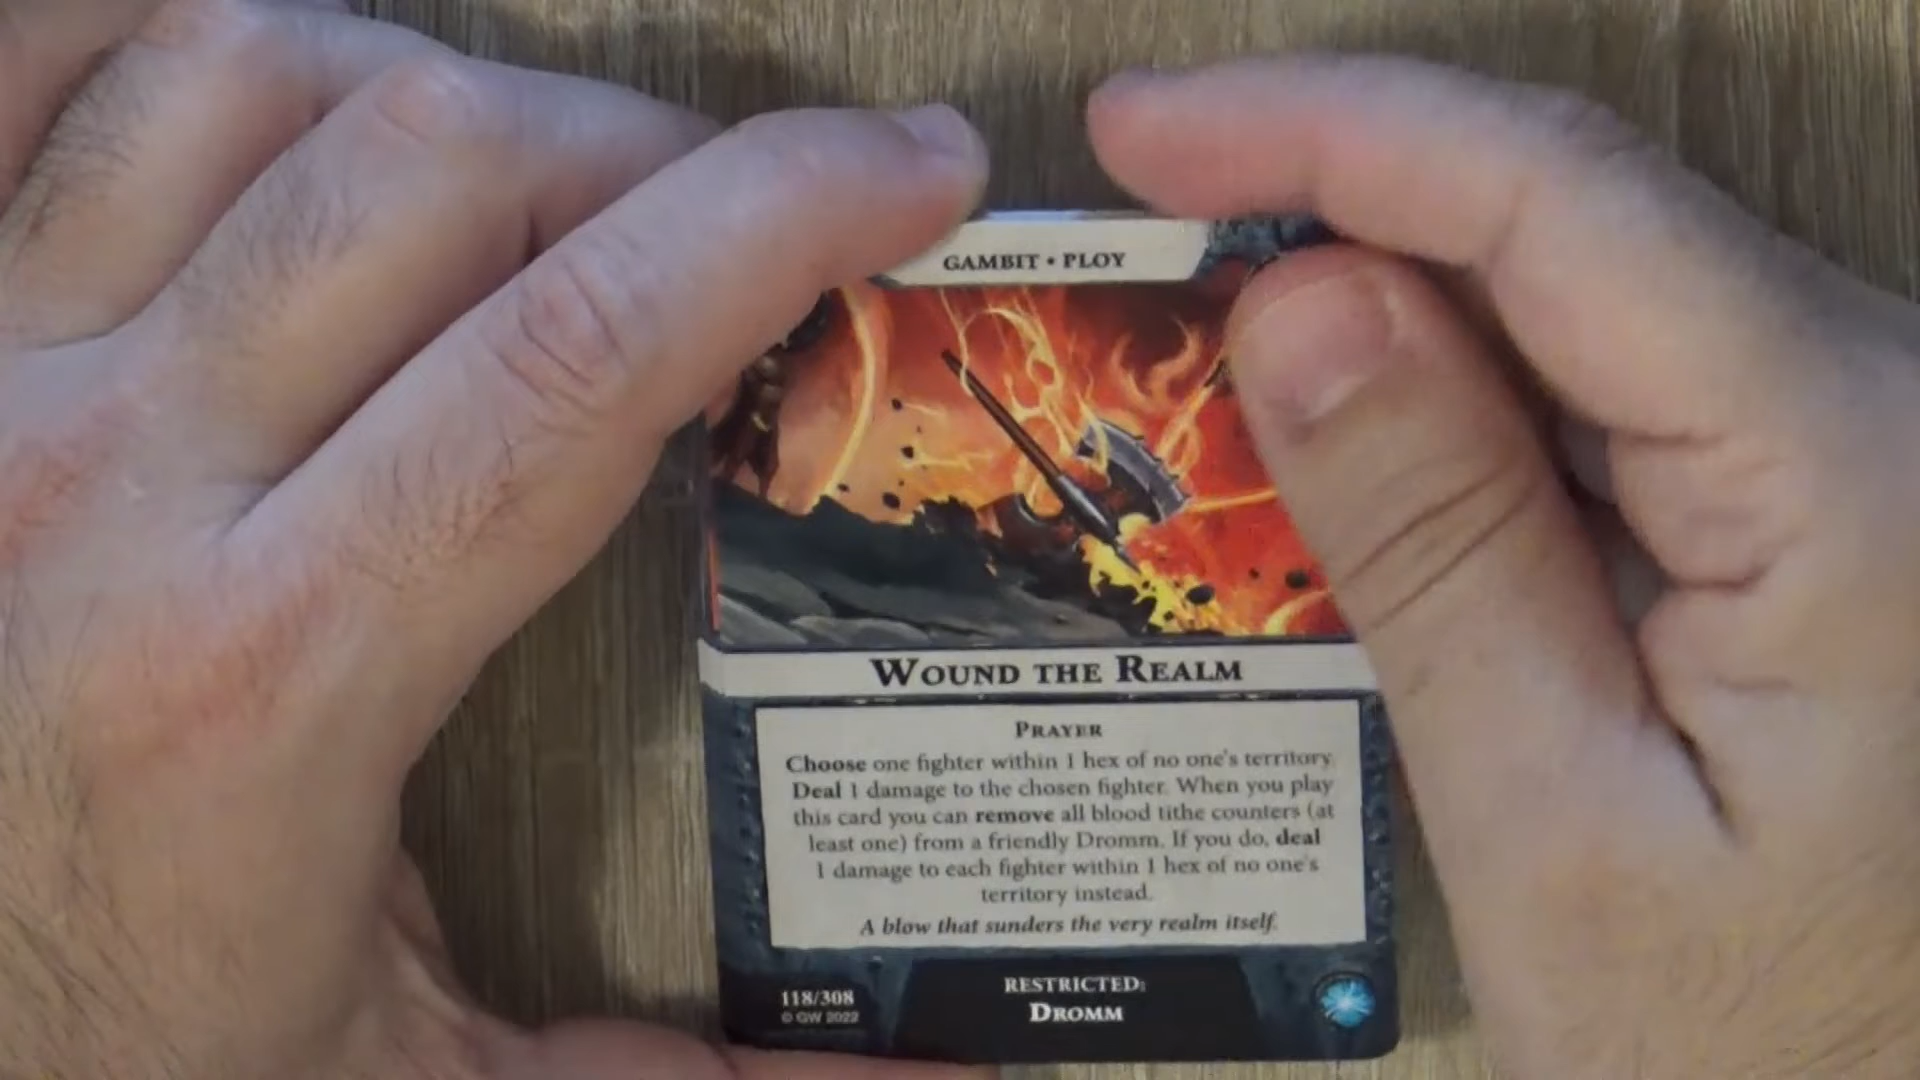 GAMBIT • PLOY
WOUND THE REALM
PRAYER
Choose one fighter within 1 hex of no one's territory.
Deal 1 damage to the chosen fighter. When you play
this card you can remove all blood tithe counters (at
least one) from a friendly Dromm. If you do, deal
1 damage to each fighter within 1 hex of no one's
territory instead.
A blow that sunders the very realm itself.
RESTRICTED:
DROMM
118/308
© GW 2022